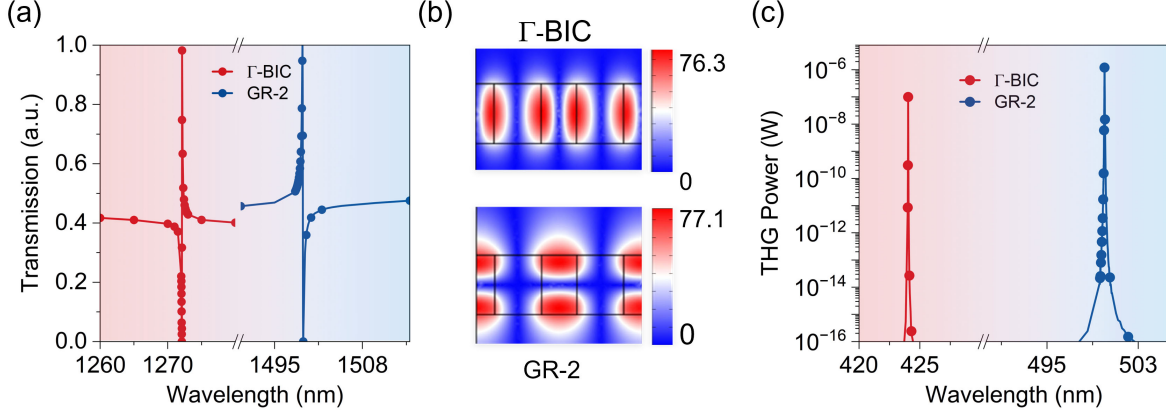 (a)
Transmission (a.u.)
1.0
0.8
0.6
0.4
0.2
0.0
Γ-BIC
GR-2
1260
1270
1495
1508
Wavelength (nm)
(b)
Γ-BIC
76.3
0
77.1
0
GR-2
(c)
THG Power (W)
10⁻⁶
10⁻⁸
10⁻¹⁰
10⁻¹²
10⁻¹⁴
10⁻¹⁶
Γ-BIC
GR-2
420
425
495
503
Wavelength (nm)